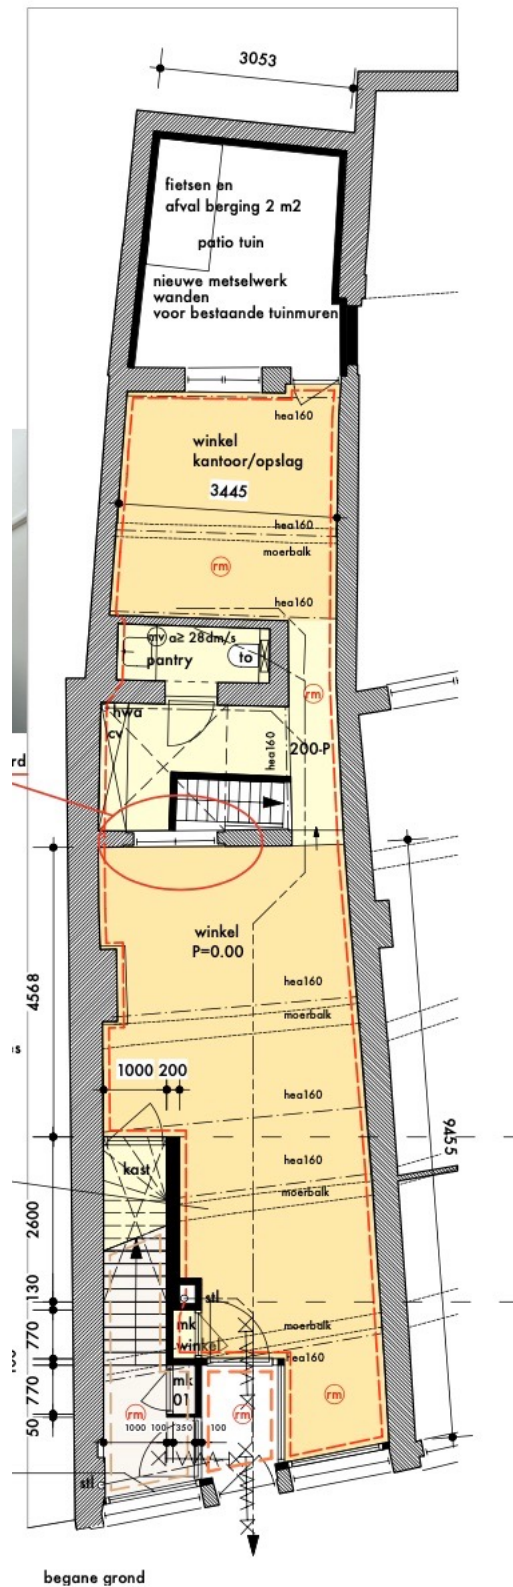 3053
fietsen en
afval berging 2 m2
patio tuin
nieuwe metselwerk
wanden
voor bestaande tuinmuren
hea160
winkel
kantoor/opslag
3445
hea160
moerbalk
rm
hea160
mv a≥ 28dm/s
pantry
to
rm
hwa
cv
200-P
hea160
rd
winkel
P=0.00
4568
hea160
moerbalk
s
1000 200
hea160
9455
kast
hea160
moerbalk
2600
130
stl
mk
winkel
moerbalk
770
hea160
mk
01
770
rm
rm
rm
50
1000 100 350 100
stl
begane grond